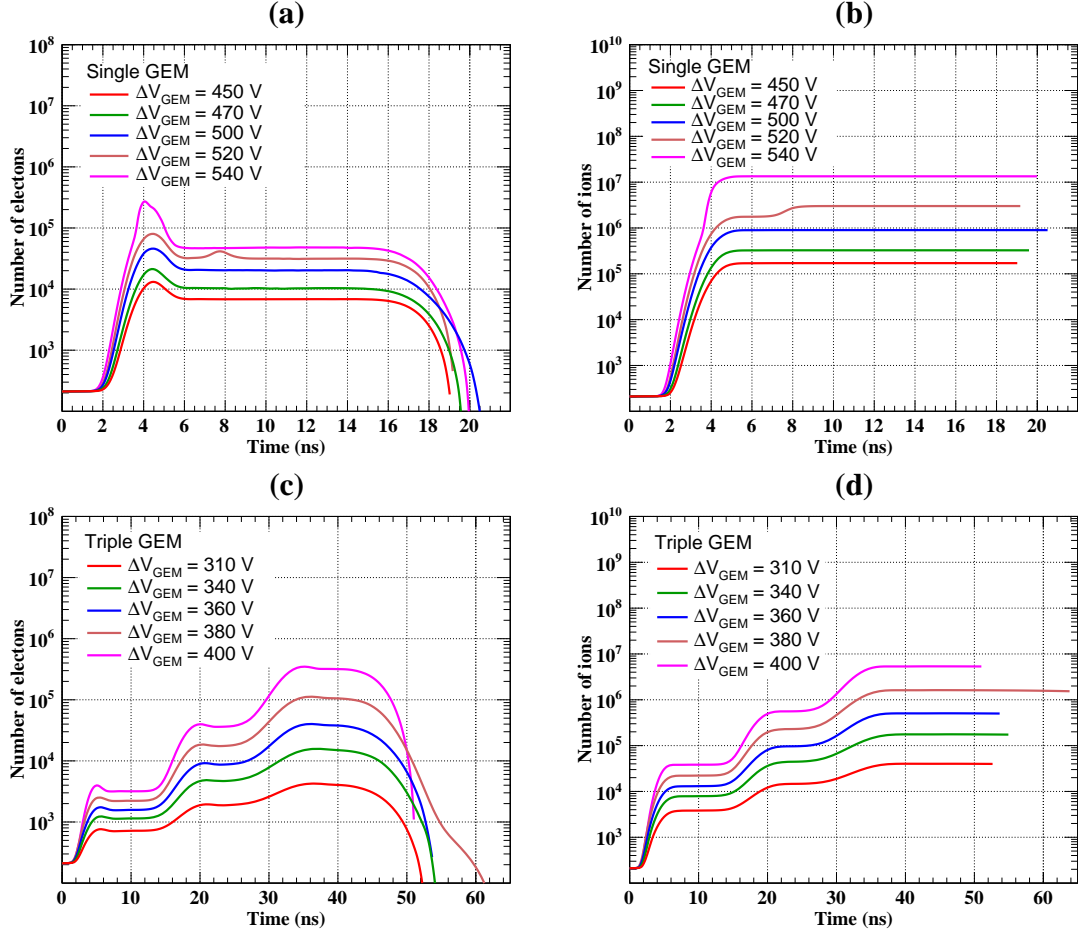 (a)
10^8
10^7
10^6
10^5
10^4
10^3
Number of electons
Single GEM
ΔV_GEM = 450 V
ΔV_GEM = 470 V
ΔV_GEM = 500 V
ΔV_GEM = 520 V
ΔV_GEM = 540 V
0 2 4 6 8 10 12 14 16 18 20
Time (ns)
(b)
10^10
10^9
10^8
10^7
10^6
10^5
10^4
10^3
Number of ions
Single GEM
ΔV_GEM = 450 V
ΔV_GEM = 470 V
ΔV_GEM = 500 V
ΔV_GEM = 520 V
ΔV_GEM = 540 V
0 2 4 6 8 10 12 14 16 18 20
Time (ns)
(c)
10^8
10^7
10^6
10^5
10^4
10^3
Number of electons
Triple GEM
ΔV_GEM = 310 V
ΔV_GEM = 340 V
ΔV_GEM = 360 V
ΔV_GEM = 380 V
ΔV_GEM = 400 V
0 10 20 30 40 50 60
Time (ns)
(d)
10^10
10^9
10^8
10^7
10^6
10^5
10^4
10^3
Number of ions
Triple GEM
ΔV_GEM = 310 V
ΔV_GEM = 340 V
ΔV_GEM = 360 V
ΔV_GEM = 380 V
ΔV_GEM = 400 V
0 10 20 30 40 50 60
Time (ns)